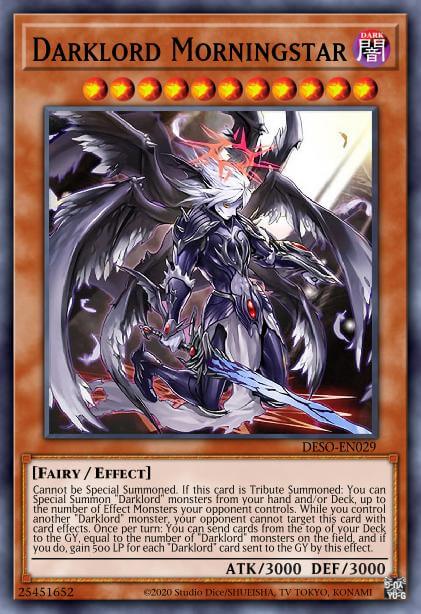 DARKLORD MORNINGSTAR
DARK
闇
DESO-EN029
[FAIRY / EFFECT]
Cannot be Special Summoned. If this card is Tribute Summoned: You can
Special Summon "Darklord" monsters from your hand and/or Deck, up to
the number of Effect Monsters your opponent controls. While you control
another "Darklord" monster, your opponent cannot target this card with
card effects. Once per turn: You can send cards from the top of your Deck
to the GY, equal to the number of "Darklord" monsters on the field, and if
you do, gain 500 LP for each "Darklord" card sent to the GY by this effect.
ATK/3000 DEF/3000
25451652 ©2020 Studio Dice/SHUEISHA, TV TOKYO, KONAMI